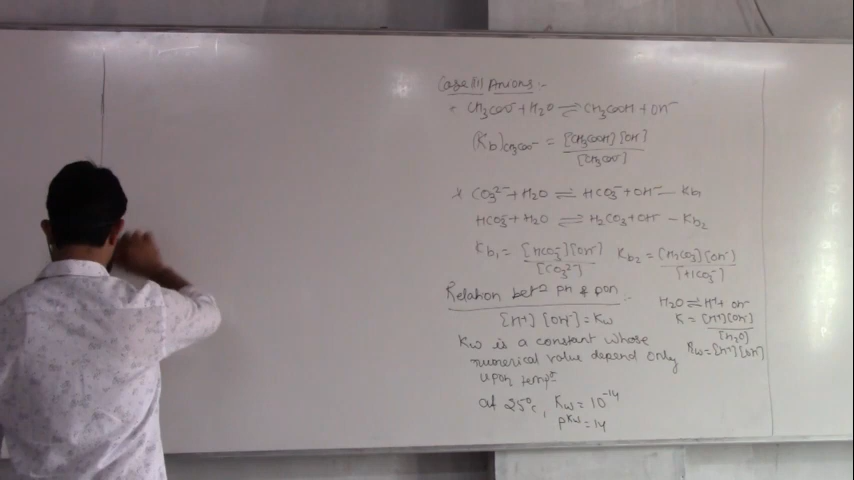 Case III) Anions :-
CH3COO⁻ + H2O ⇌ CH3COOH + OH⁻
(Kb)CH3COO⁻ = [CH3COOH][OH⁻] / [CH3COO⁻]
* CO3²⁻ + H2O ⇌ HCO3⁻ + OH⁻ — Kb1
HCO3⁻ + H2O ⇌ H2CO3 + OH⁻ — Kb2
Kb1 = [HCO3⁻][OH⁻] / [CO3²⁻] Kb2 = [H2CO3][OH⁻] / [HCO3⁻]
Relation betⁿ pH & pOH :-
[H⁺][OH⁻] = Kw
Kw is a constant whose
numerical value depend only
upon tempr
at 25°C, Kw = 10⁻¹⁴
pKw = 14
H2O ⇌ H⁺ + OH⁻
K = [H⁺][OH⁻] / [H2O]
Kw = [H⁺][OH⁻]